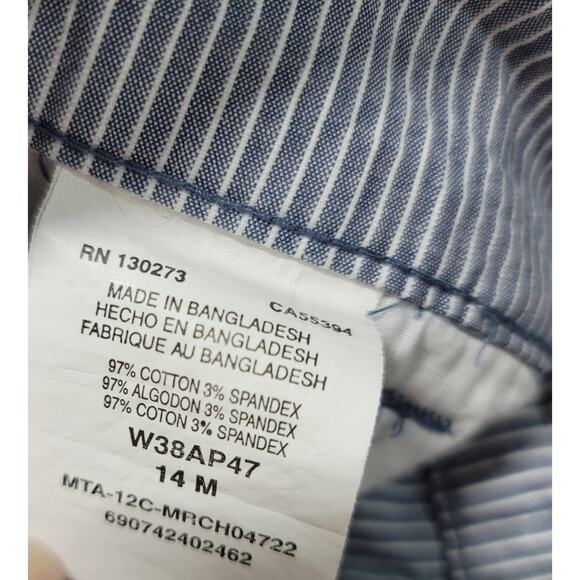 RN 130273
CA55394
MADE IN BANGLADESH
HECHO EN BANGLADESH
FABRIQUE AU BANGLADESH
97% COTTON 3% SPANDEX
97% ALGODON 3% SPANDEX
97% COTON 3% SPANDEX
W38AP47
14 M
MTA-12C-MRCH04722
690742402462